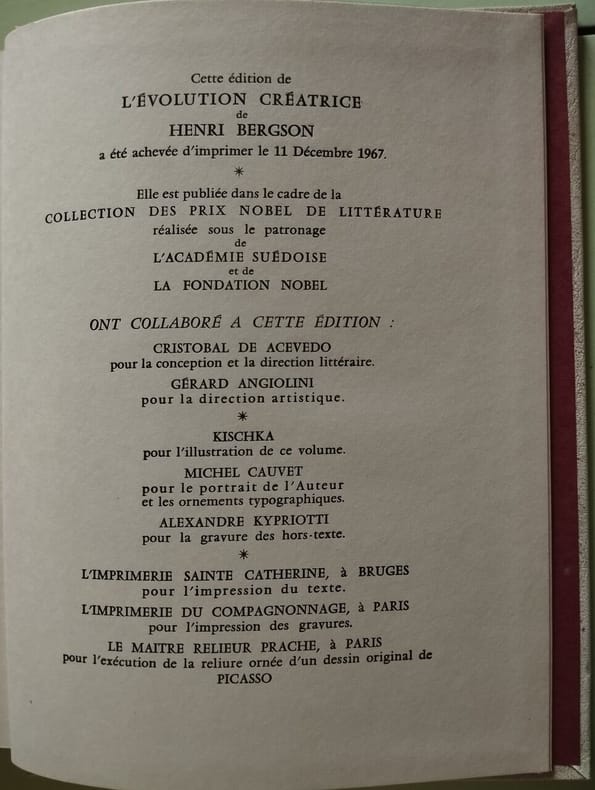 Cette édition de
L'ÉVOLUTION CRÉATRICE
de
HENRI BERGSON
a été achevée d'imprimer le 11 Décembre 1967.
*
Elle est publiée dans le cadre de la
COLLECTION DES PRIX NOBEL DE LITTÉRATURE
réalisée sous le patronage
de
L'ACADÉMIE SUÉDOISE
et de
LA FONDATION NOBEL
ONT COLLABORÉ A CETTE ÉDITION :
CRISTOBAL DE ACEVEDO
pour la conception et la direction littéraire.
GÉRARD ANGIOLINI
pour la direction artistique.
*
KISCHKA
pour l'illustration de ce volume.
MICHEL CAUVET
pour le portrait de l'Auteur
et les ornements typographiques.
ALEXANDRE KYPRIOTTI
pour la gravure des hors-texte.
*
L'IMPRIMERIE SAINTE CATHERINE, à BRUGES
pour l'impression du texte.
L'IMPRIMERIE DU COMPAGNONNAGE, à PARIS
pour l'impression des gravures.
LE MAITRE RELIEUR PRACHE, à PARIS
pour l'exécution de la reliure ornée d'un dessin original de
PICASSO